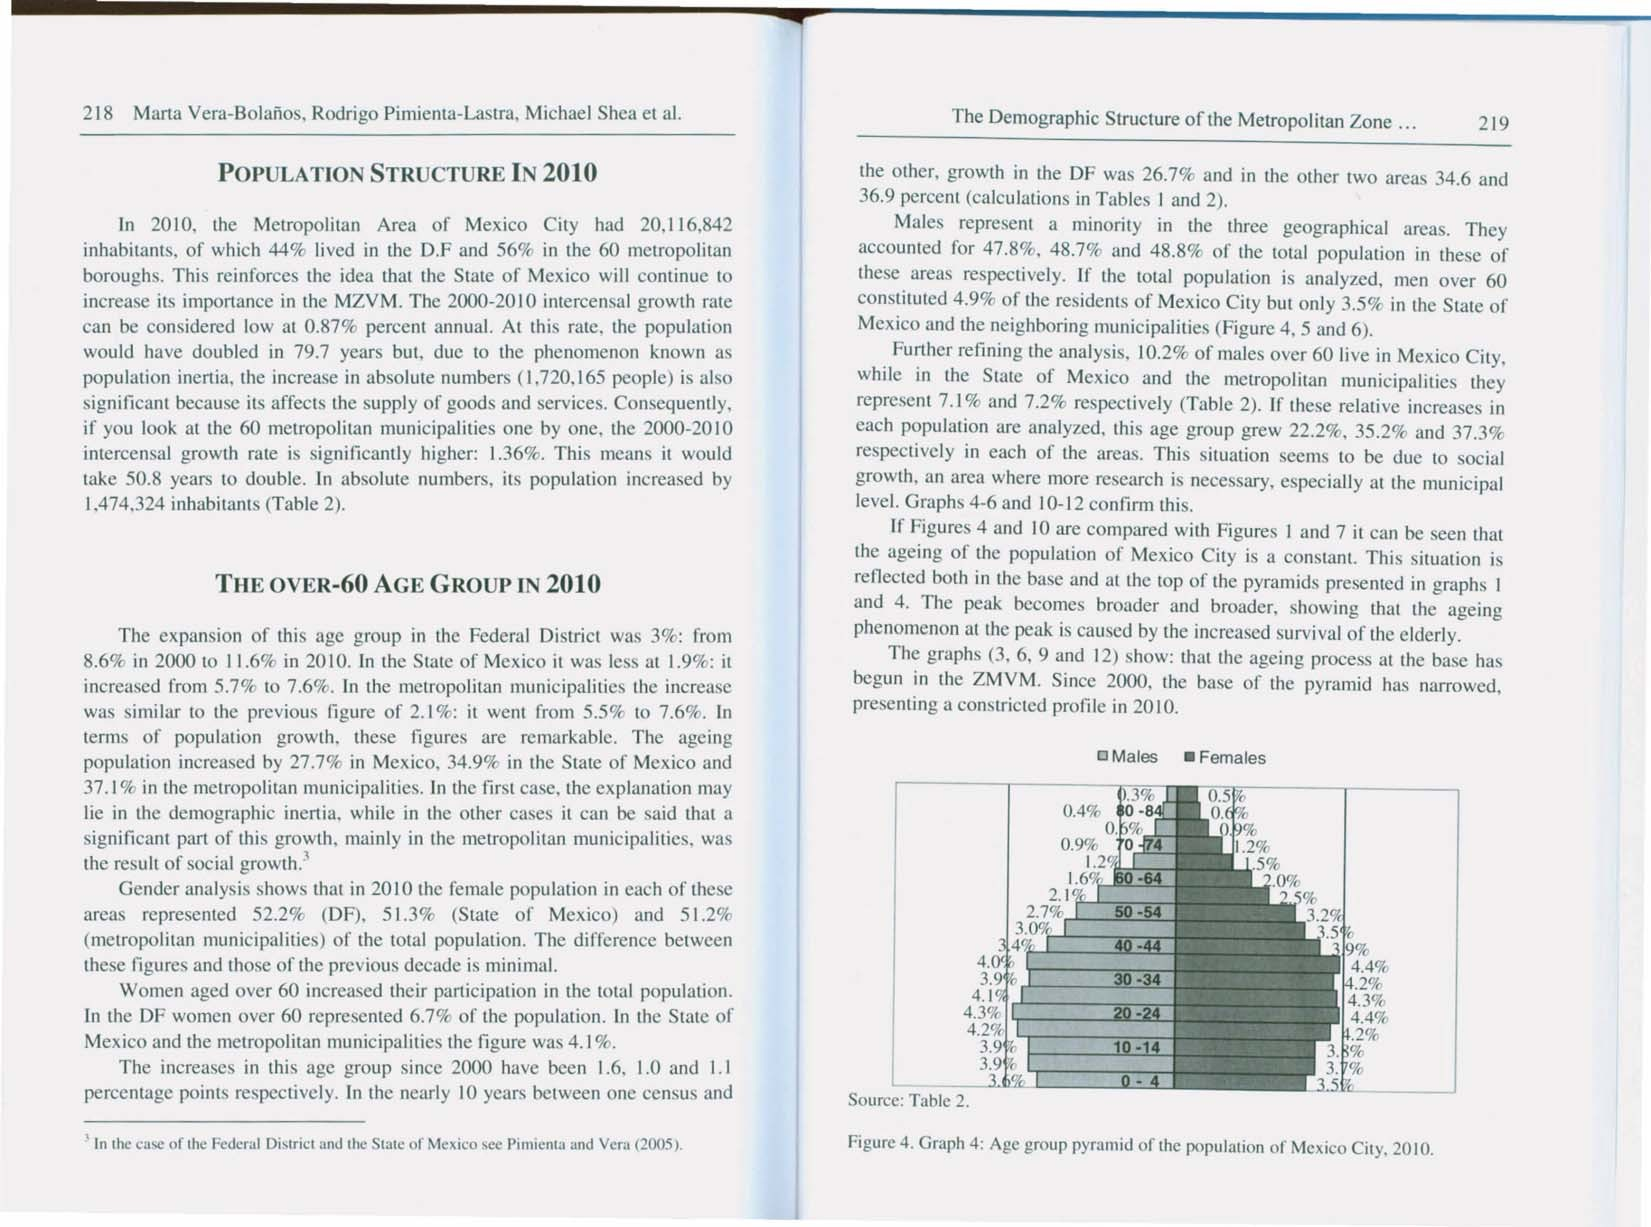 218 Marta Vera-Bolaños, Rodrigo Pimienta-Lastra, Michael Shea et al.
POPULATION STRUCTURE IN 2010
In 2010, the Metropolitan Area of Mexico City had 20,116,842
inhabitants, of which 44% lived in the D.F and 56% in the 60 metropolitan
boroughs. This reinforces the idea that the State of Mexico will continue to
increase its importance in the MZVM. The 2000-2010 intercensal growth rate
can be considered low at 0.87% percent annual. At this rate, the population
would have doubled in 79.7 years but, due to the phenomenon known as
population inertia, the increase in absolute numbers (1,720,165 people) is also
significant because its affects the supply of goods and services. Consequently,
if you look at the 60 metropolitan municipalities one by one, the 2000-2010
intercensal growth rate is significantly higher: 1.36%. This means it would
take 50.8 years to double. In absolute numbers, its population increased by
1,474,324 inhabitants (Table 2).
THE OVER-60 AGE GROUP IN 2010
The expansion of this age group in the Federal District was 3%: from
8.6% in 2000 to 11.6% in 2010. In the State of Mexico it was less at 1.9%: it
increased from 5.7% to 7.6%. In the metropolitan municipalities the increase
was similar to the previous figure of 2.1%: it went from 5.5% to 7.6%. In
terms of population growth, these figures are remarkable. The ageing
population increased by 27.7% in Mexico, 34.9% in the State of Mexico and
37.1% in the metropolitan municipalities. In the first case, the explanation may
lie in the demographic inertia, while in the other cases it can be said that a
significant part of this growth, mainly in the metropolitan municipalities, was
the result of social growth.³
Gender analysis shows that in 2010 the female population in each of these
areas represented 52.2% (DF), 51.3% (State of Mexico) and 51.2%
(metropolitan municipalities) of the total population. The difference between
these figures and those of the previous decade is minimal.
Women aged over 60 increased their participation in the total population.
In the DF women over 60 represented 6.7% of the population. In the State of
Mexico and the metropolitan municipalities the figure was 4.1%.
The increases in this age group since 2000 have been 1.6, 1.0 and 1.1
percentage points respectively. In the nearly 10 years between one census and
³ In the case of the Federal District and the State of Mexico see Pimienta and Vera (2005).
The Demographic Structure of the Metropolitan Zone ... 219
the other, growth in the DF was 26.7% and in the other two areas 34.6 and
36.9 percent (calculations in Tables 1 and 2).
Males represent a minority in the three geographical areas. They
accounted for 47.8%, 48.7% and 48.8% of the total population in these of
these areas respectively. If the total population is analyzed, men over 60
constituted 4.9% of the residents of Mexico City but only 3.5% in the State of
Mexico and the neighboring municipalities (Figure 4, 5 and 6).
Further refining the analysis, 10.2% of males over 60 live in Mexico City,
while in the State of Mexico and the metropolitan municipalities they
represent 7.1% and 7.2% respectively (Table 2). If these relative increases in
each population are analyzed, this age group grew 22.2%, 35.2% and 37.3%
respectively in each of the areas. This situation seems to be due to social
growth, an area where more research is necessary, especially at the municipal
level. Graphs 4-6 and 10-12 confirm this.
If Figures 4 and 10 are compared with Figures 1 and 7 it can be seen that
the ageing of the population of Mexico City is a constant. This situation is
reflected both in the base and at the top of the pyramids presented in graphs 1
and 4. The peak becomes broader and broader, showing that the ageing
phenomenon at the peak is caused by the increased survival of the elderly.
The graphs (3, 6, 9 and 12) show: that the ageing process at the base has
begun in the ZMVM. Since 2000, the base of the pyramid has narrowed,
presenting a constricted profile in 2010.
Males Females
0.3% 0.5%
0.4% 80 -84 0.6%
0.6% 0.9%
0.9% 70 -74 1.2%
1.2% 1.5%
1.6% 60 -64 2.0%
2.1% 2.5%
2.7% 50 -54 3.2%
3.0% 3.5%
3.4% 40 -44 3.9%
4.0% 4.4%
3.9% 30 -34 4.2%
4.1% 4.3%
4.3% 20 -24 4.4%
4.2% 4.2%
3.9% 10 -14 3.8%
3.9% 3.7%
3.6% 0 - 4 3.5%
Source: Table 2.
Figure 4. Graph 4: Age group pyramid of the population of Mexico City, 2010.